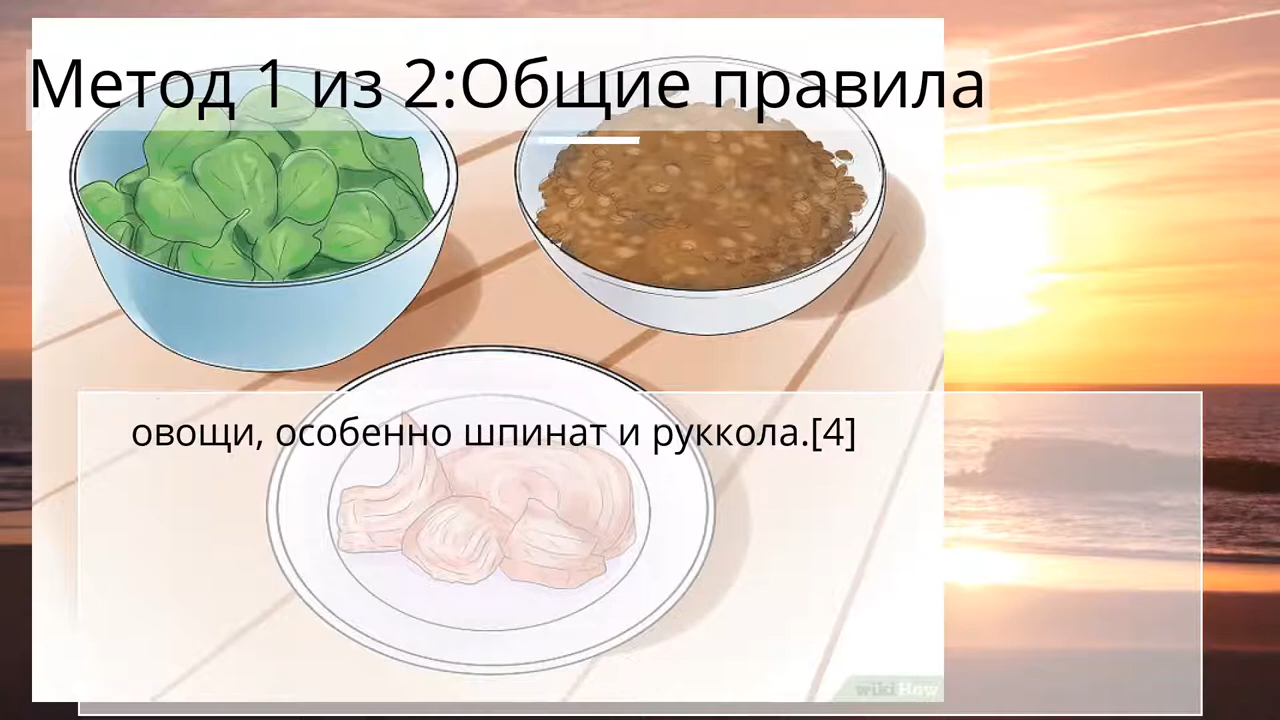 Метод 1 из 2:Общие правила
овощи, особенно шпинат и руккола.[4]
wikiHow